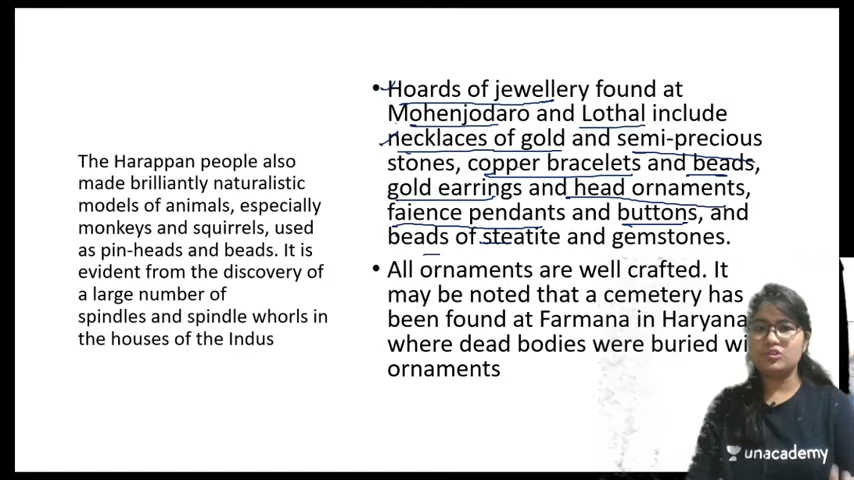 The Harappan people also
made brilliantly naturalistic
models of animals, especially
monkeys and squirrels, used
as pin-heads and beads. It is
evident from the discovery of
a large number of
spindles and spindle whorls in
the houses of the Indus
• Hoards of jewellery found at
Mohenjodaro and Lothal include
necklaces of gold and semi-precious
stones, copper bracelets and beads,
gold earrings and head ornaments,
faience pendants and buttons, and
beads of steatite and gemstones.
• All ornaments are well crafted. It
may be noted that a cemetery has
been found at Farmana in Haryana
where dead bodies were buried wi
ornaments
unacademy